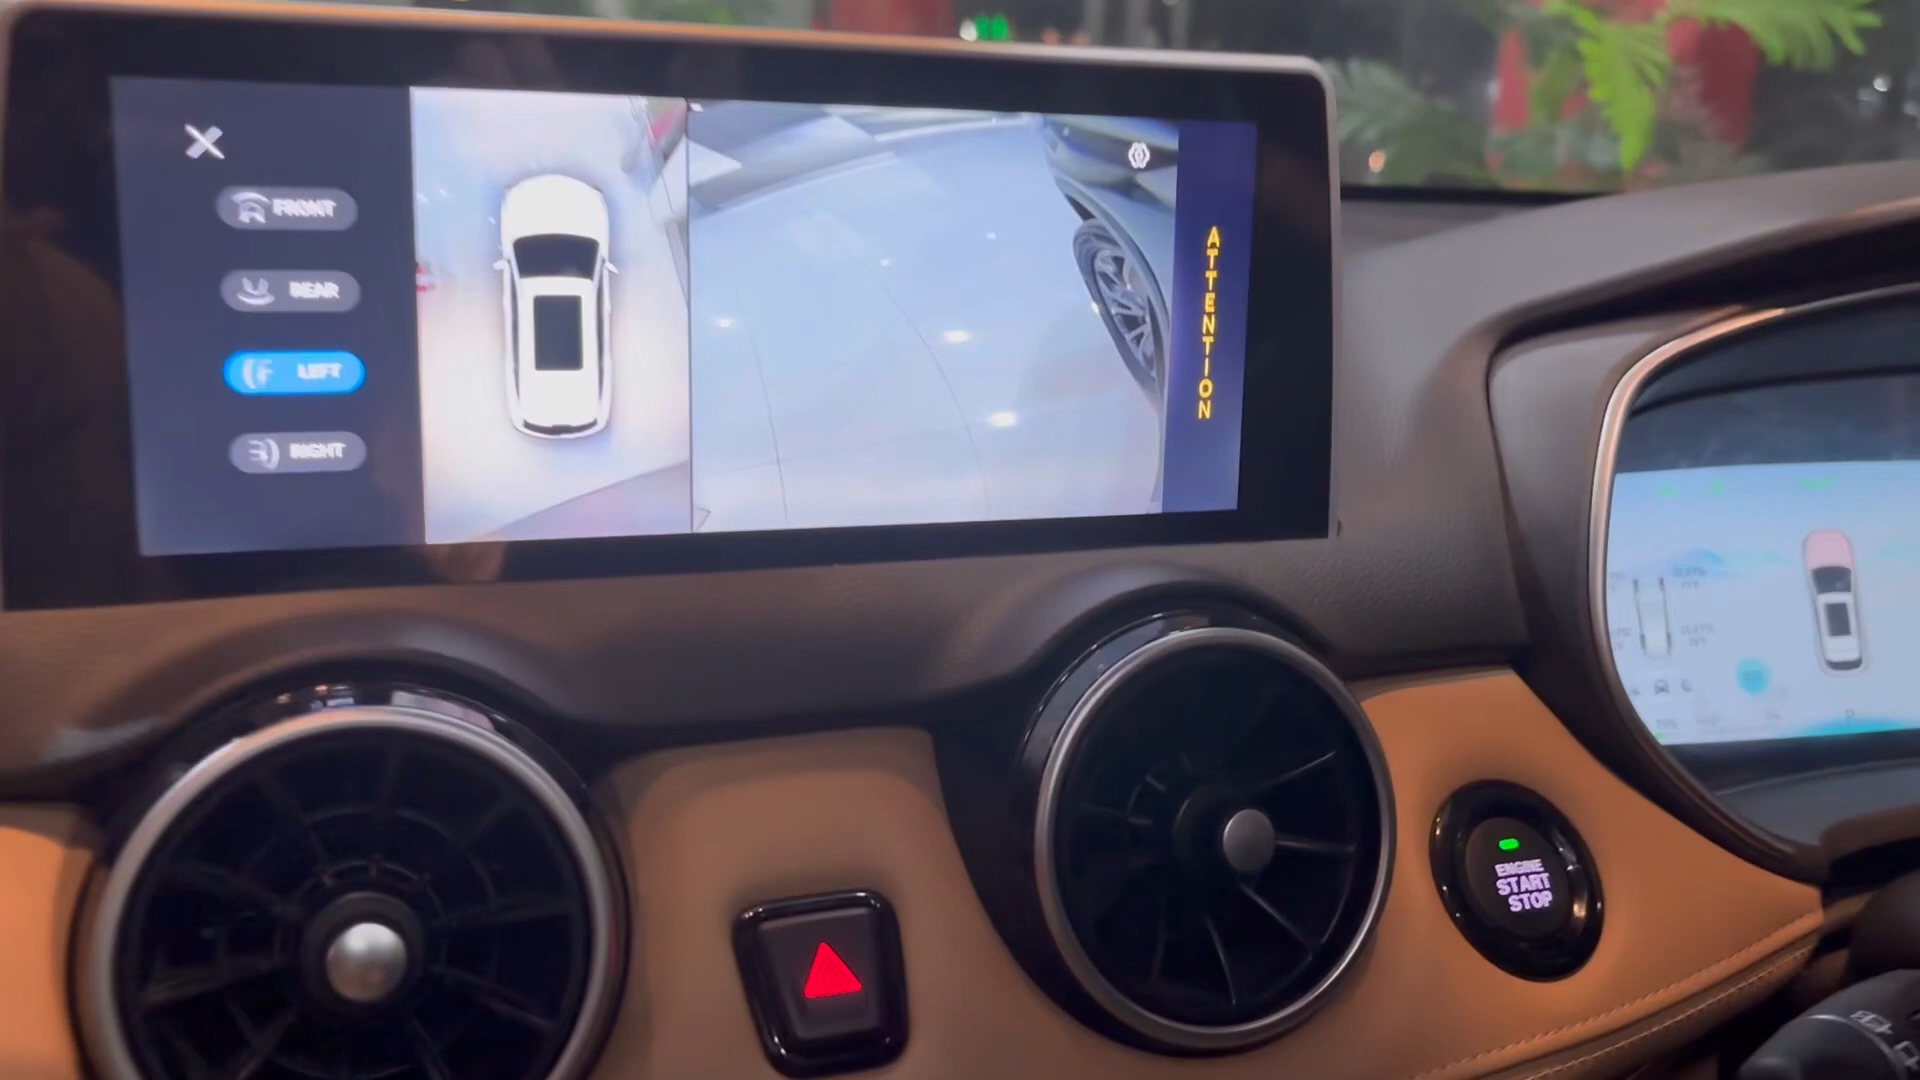 FRONT
REAR
LEFT
RIGHT
ATTENTION
ENGINE
START
STOP
P